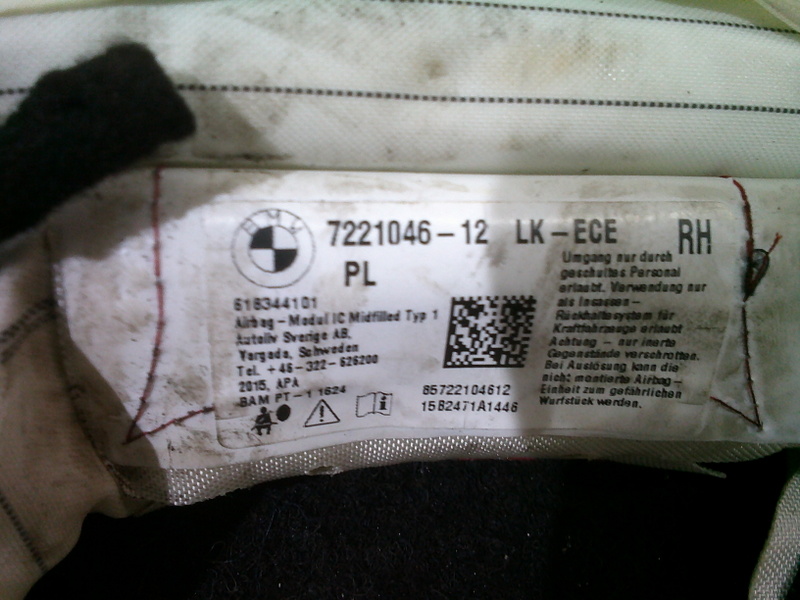 BMW
7221046-12 LK-ECE RH
PL
616344101
Airbag - Modul IC Midfilled Typ 1
Autoliv Sverige AB,
Vargada, Schweden
Tel. +46-322-626200
2015, APA
BAM PT-1 1624
85722104612
15B2471A1446
Umgang nur durch
geschultes Personal
erlaubt. Verwendung nur
als Insassen-
Rückhaltesystem für
Kraftfahrzeuge erlaubt
Achtung - nur inerte
Gegenstände verschrotten.
Bei Auslösung kann die
nicht montierte Airbag-
Einheit zum gefährlichen
Wurfstück werden.